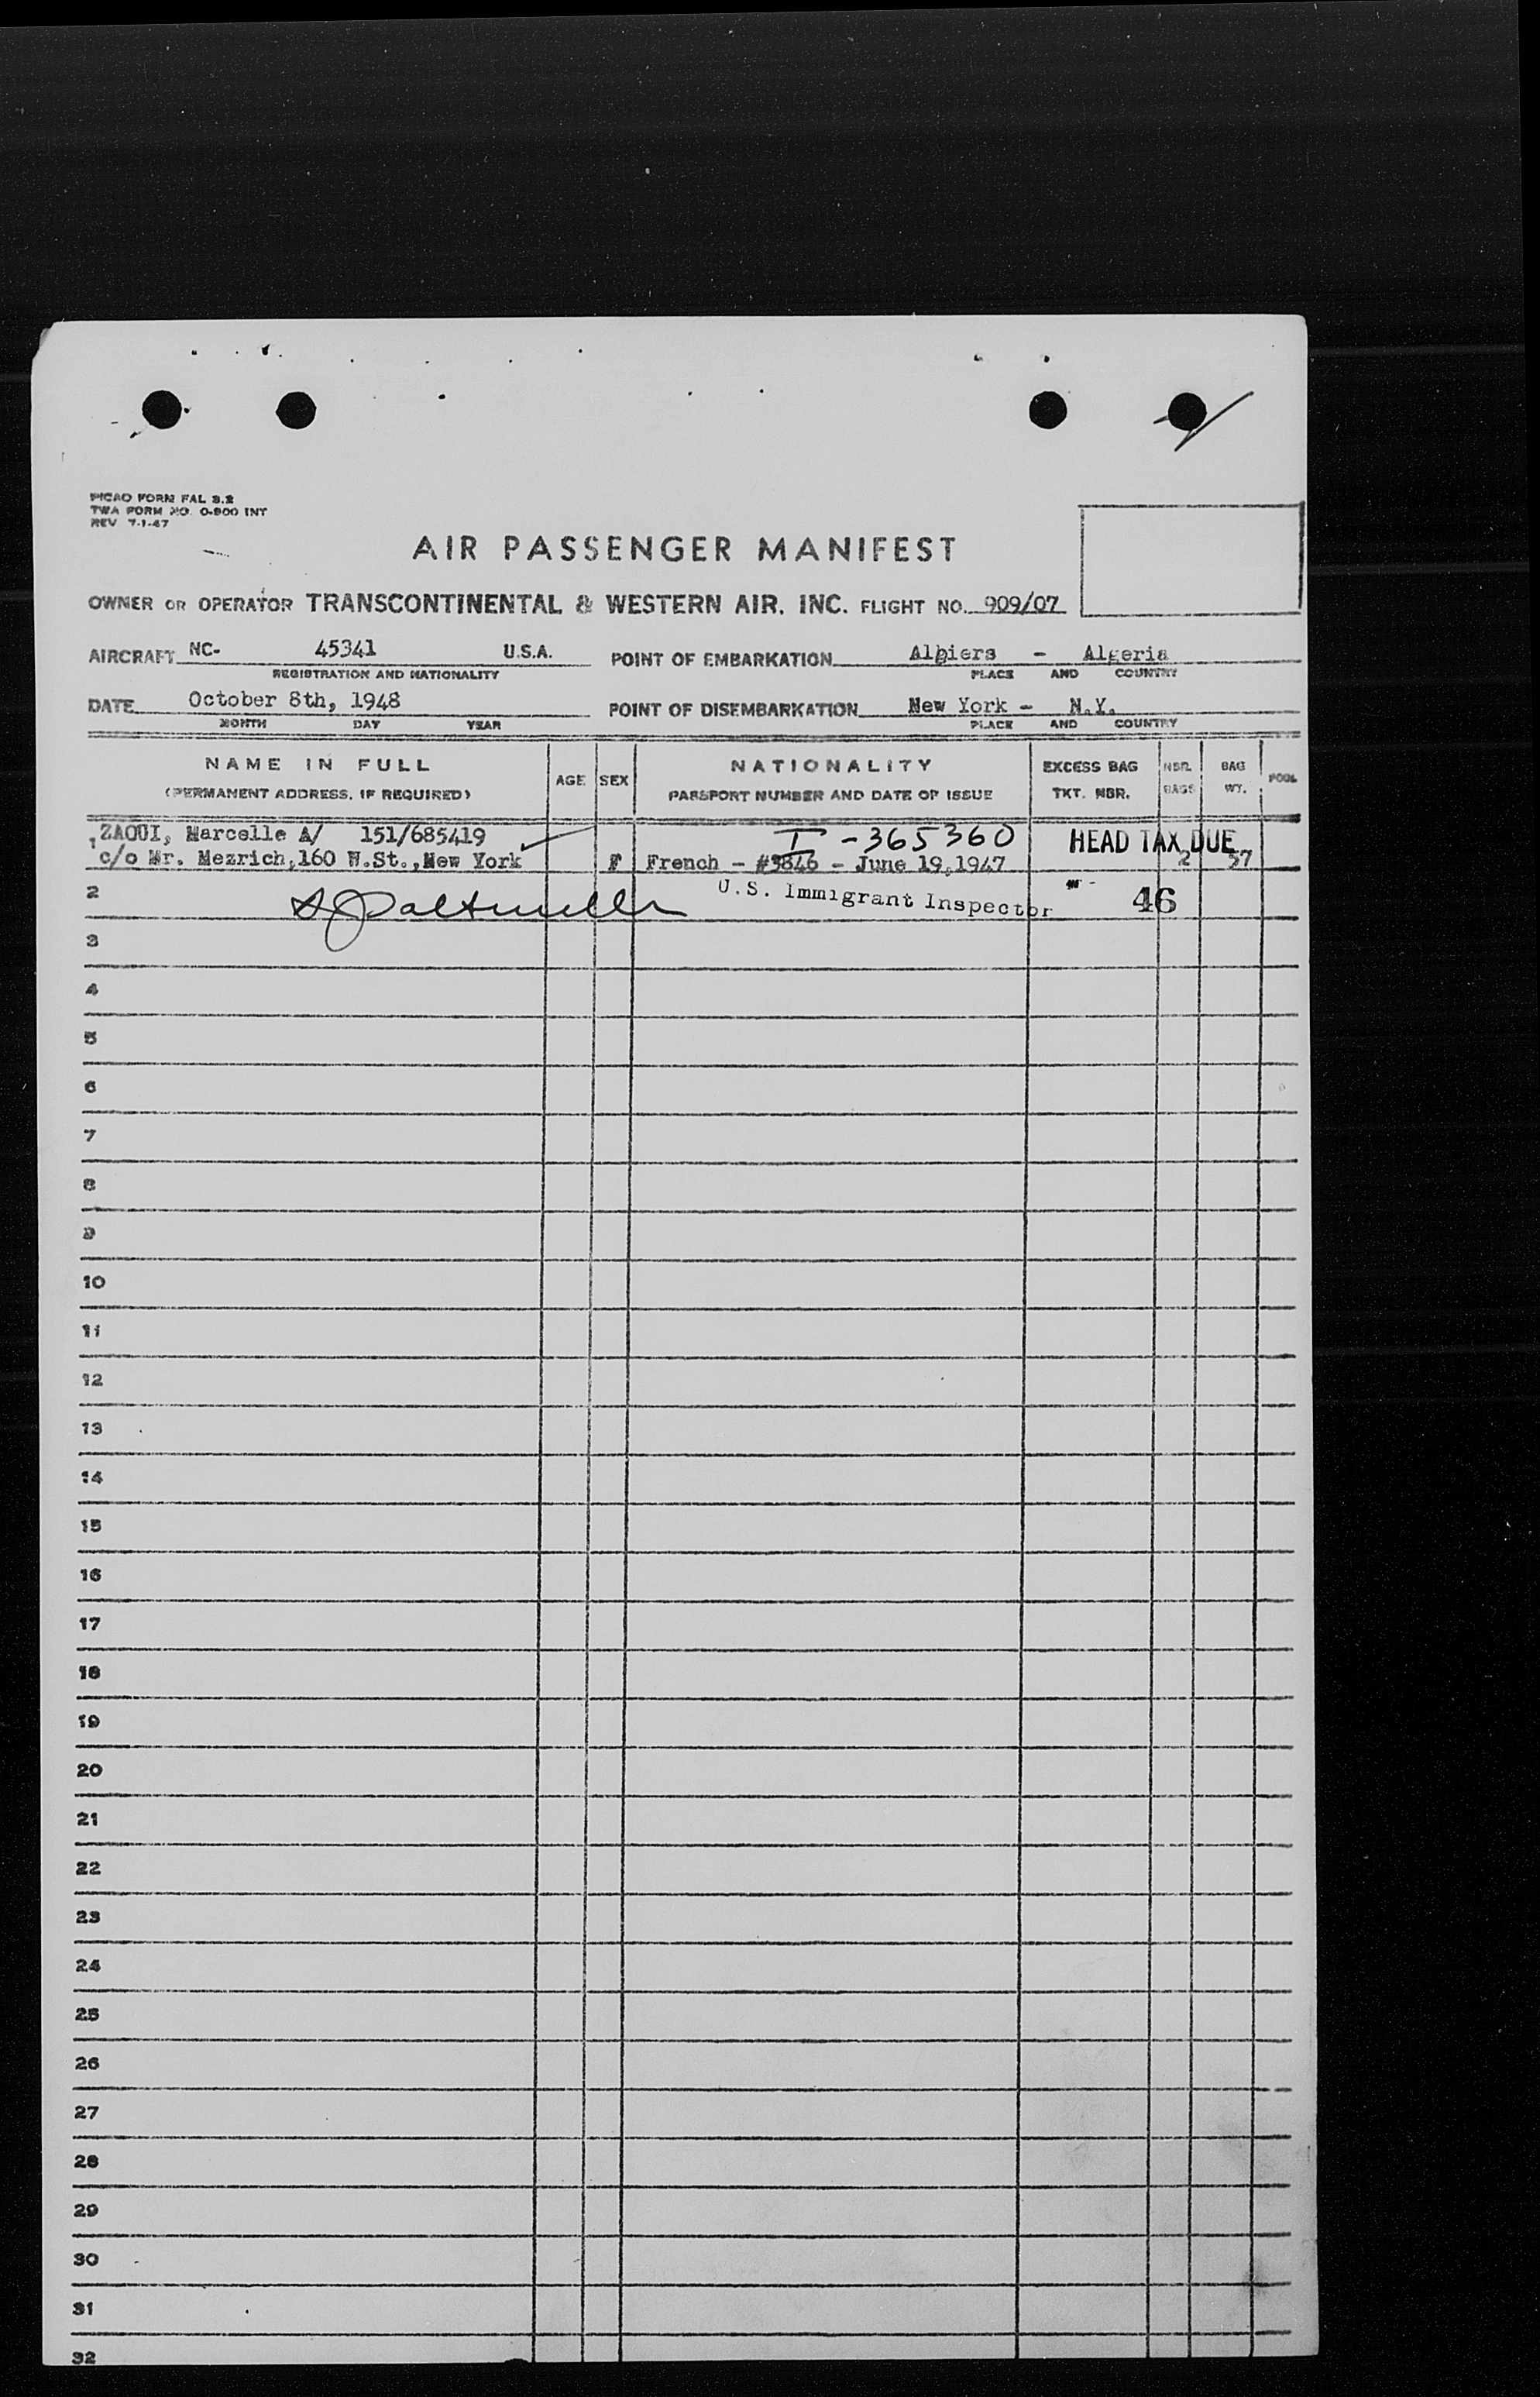 PICAO FORM FAL 3.2
TWA FORM NO. O-800 INT
REV 7-1-47
AIR PASSENGER MANIFEST
OWNER OR OPERATOR TRANSCONTINENTAL & WESTERN AIR, INC. FLIGHT NO. 909/07
AIRCRAFT NC- 45341 U.S.A. POINT OF EMBARKATION Algiers - Algeria
REGISTRATION AND NATIONALITY PLACE AND COUNTRY
DATE October 8th, 1948 POINT OF DISEMBARKATION New York - N.Y.
MONTH DAY YEAR PLACE AND COUNTRY
NAME IN FULL AGE SEX NATIONALITY EXCESS BAG NBR. BAG POOL
(PERMANENT ADDRESS, IF REQUIRED) PASSPORT NUMBER AND DATE OF ISSUE TKT. NBR. BAGS WT.
1 ZAOUI, Marcelle A/ 151/685419 I -365360 HEAD TAX DUE
c/o Mr. Mezrich,160 W.St.,New York F French - #3846 - June 19,1947 2 57
2 U.S. Immigrant Inspector 46
3
4
5
6
7
8
9
10
11
12
13
14
15
16
17
18
19
20
21
22
23
24
25
26
27
28
29
30
31
32